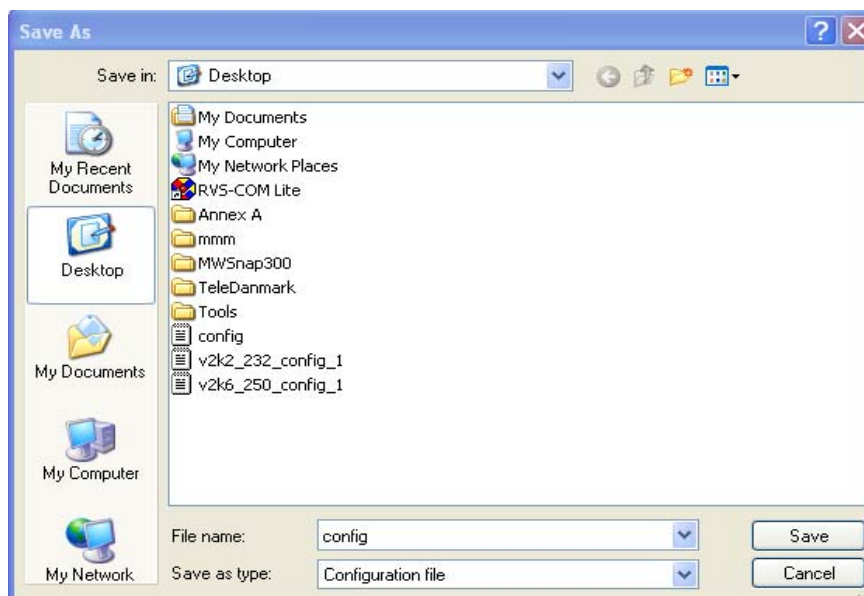 Save As
Save in:
Desktop
My Recent
Documents
Desktop
My Documents
My Computer
My Network
My Documents
My Computer
My Network Places
RVS-COM Lite
Annex A
mmm
MWSnap300
TeleDanmark
Tools
config
v2k2_232_config_1
v2k6_250_config_1
File name:
config
Save
Save as type:
Configuration file
Cancel